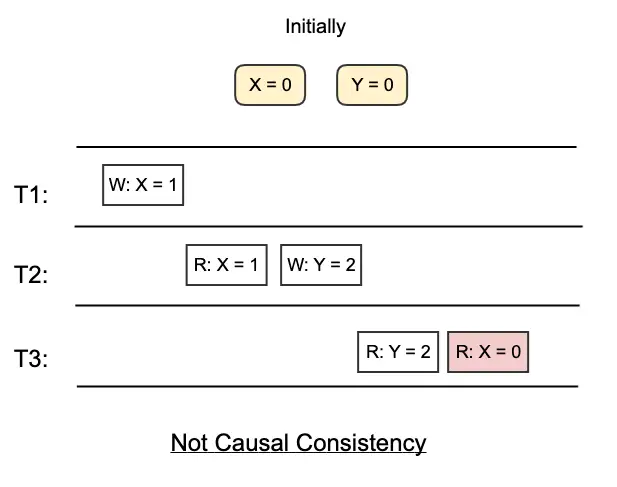 Initially
X = 0 Y = 0
T1: W: X = 1
T2: R: X = 1 W: Y = 2
T3: R: Y = 2 R: X = 0
Not Causal Consistency